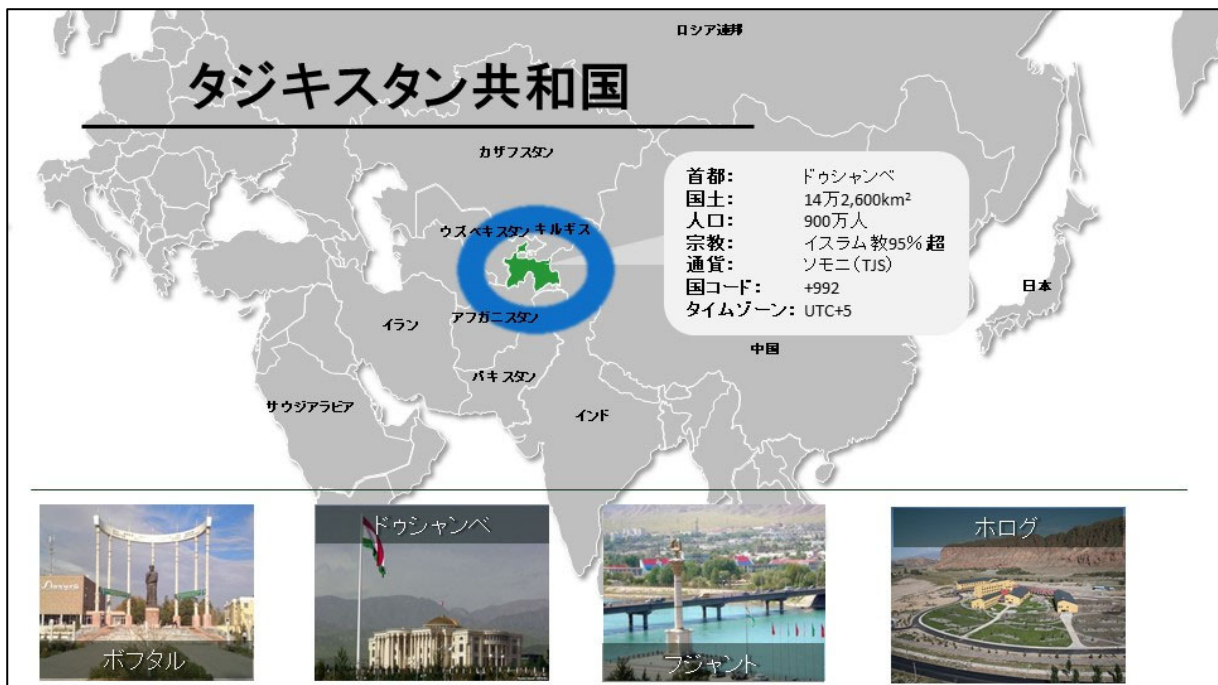 ロシア連邦
タジキスタン共和国
カザフスタン
首都： ドゥシャンベ
国土： 14万2,600km²
人口： 900万人
宗教： イスラム教95%超
通貨： ソモニ（TJS）
国コード： +992
タイムゾーン： UTC+5
ウズベキスタン キルギス
日本
イラン
アフガニスタン
中国
パキスタン
サウジアラビア
インド
ボフタル
ドゥシャンベ
フジャント
ホログ